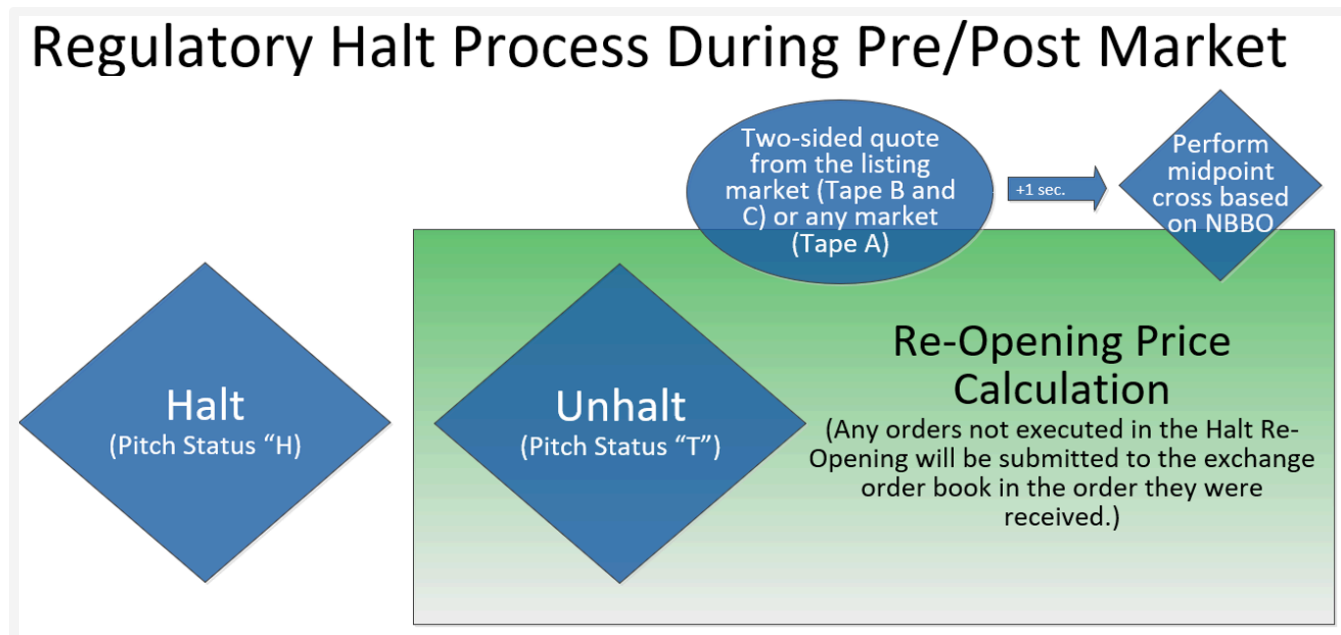 Regulatory Halt Process During Pre/Post Market
Two-sided quote
from the listing
market (Tape B and
C) or any market
(Tape A)
+1 sec.
Perform
midpoint
cross based
on NBBO
Halt
(Pitch Status “H)
Unhalt
(Pitch Status “T”)
Re-Opening Price
Calculation
(Any orders not executed in the Halt Re-
Opening will be submitted to the exchange
order book in the order they were
received.)